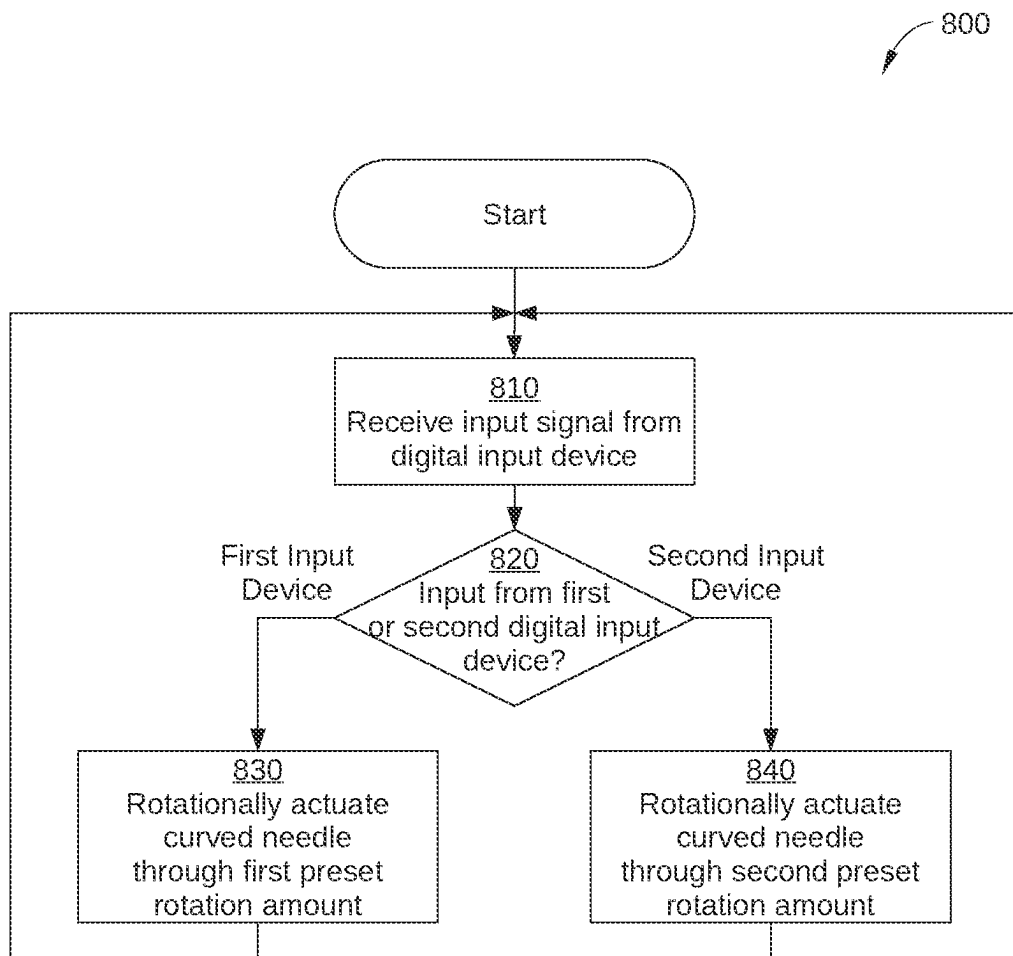 800
Start
810
Receive input signal from
digital input device
First Input
Device
820
Input from first
or second digital input
device?
Second Input
Device
830
Rotationally actuate
curved needle
through first preset
rotation amount
840
Rotationally actuate
curved needle
through second preset
rotation amount